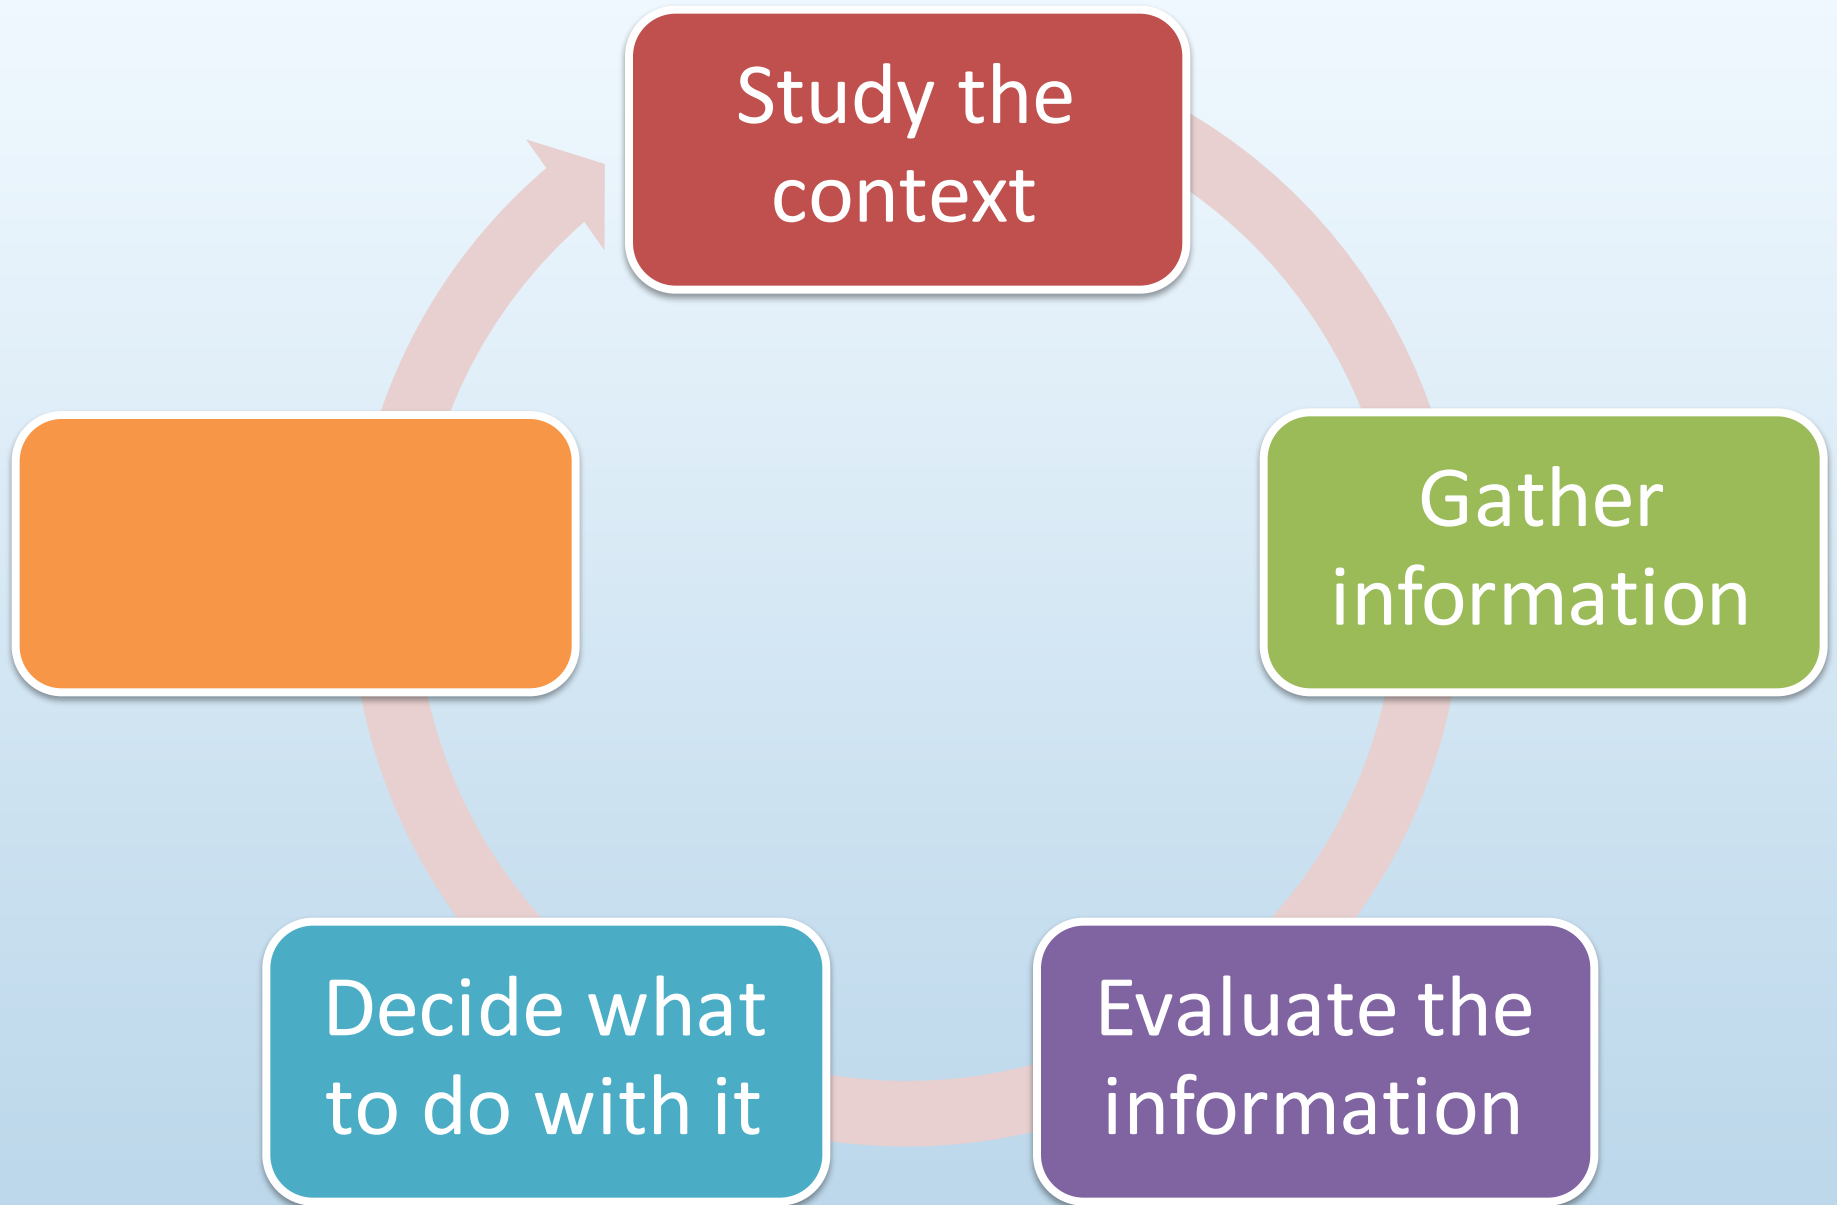 Study the
context
Gather
information
Evaluate the
information
Decide what
to do with it